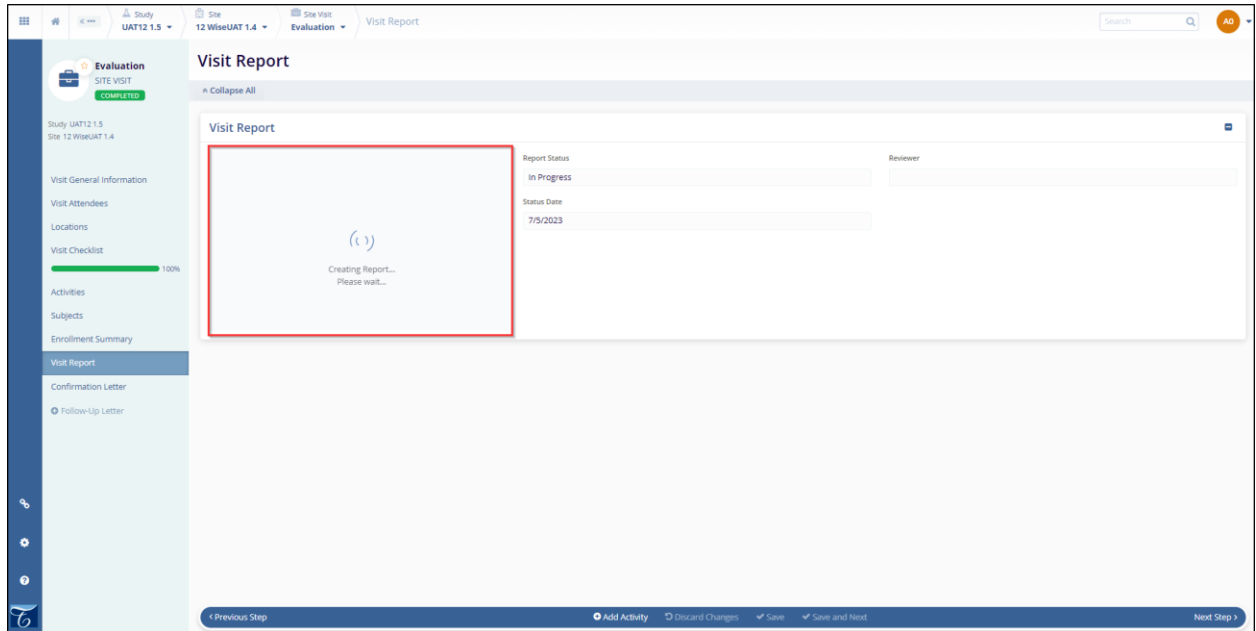 Study
UAT12 1.5
Site
12 WiseUAT 1.4
Site Visit
Evaluation
Visit Report
Search
AO
Evaluation
SITE VISIT
COMPLETED
Study UAT12 1.5
Site 12 WiseUAT 1.4
Visit General Information
Visit Attendees
Locations
Visit Checklist
100%
Activities
Subjects
Enrollment Summary
Visit Report
Confirmation Letter
Follow-Up Letter
Visit Report
Collapse All
Visit Report
Creating Report...
Please wait...
Report Status
In Progress
Status Date
7/5/2023
Reviewer
Previous Step
Add Activity
Discard Changes
Save
Save and Next
Next Step